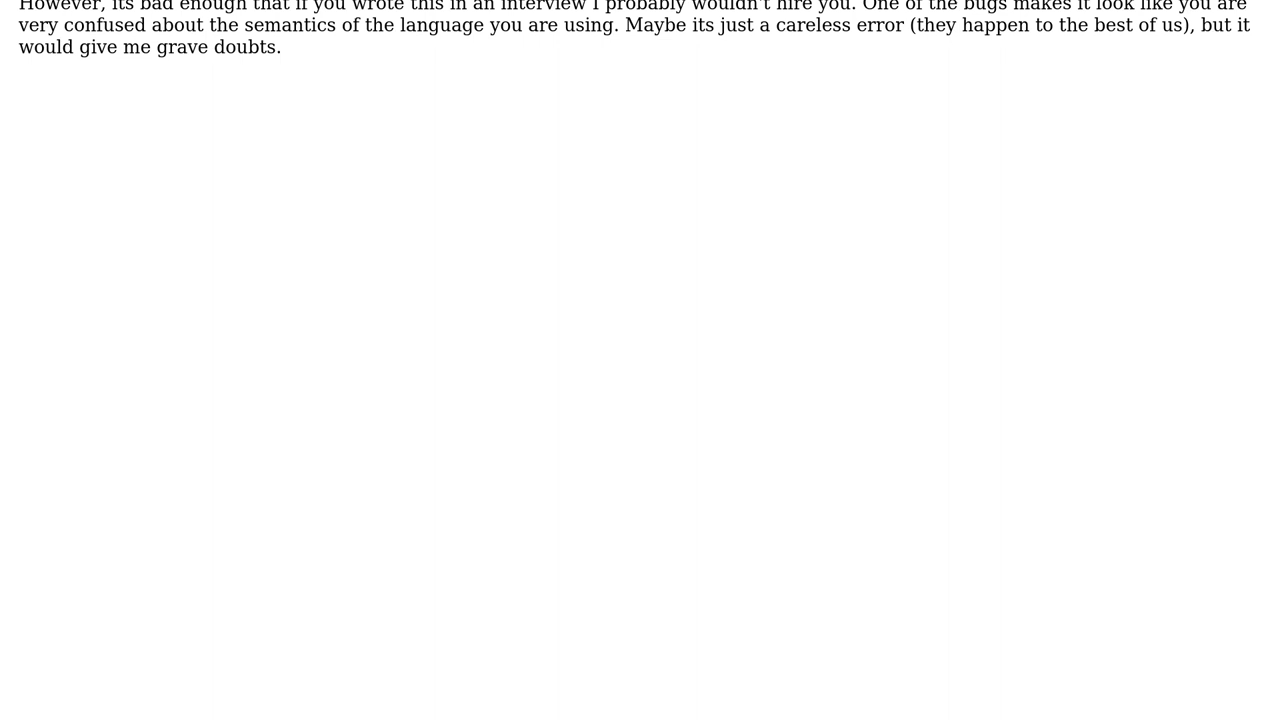 However, its bad enough that if you wrote this in an interview I probably wouldn't hire you. One of the bugs makes it look like you are
very confused about the semantics of the language you are using. Maybe its just a careless error (they happen to the best of us), but it
would give me grave doubts.